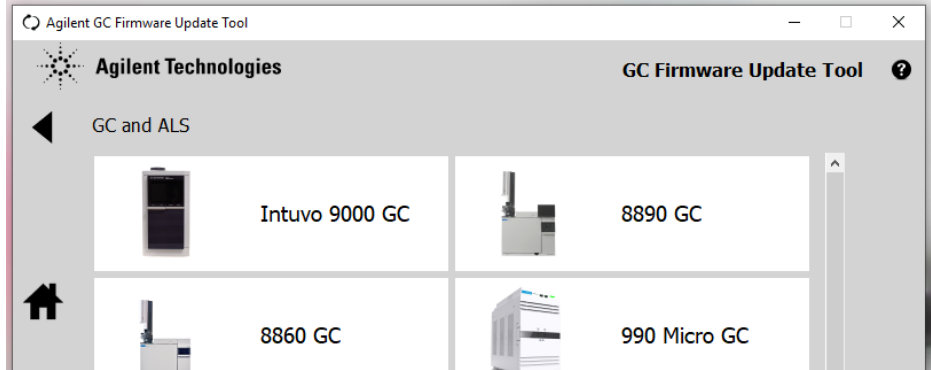 Agilent GC Firmware Update Tool
Agilent Technologies
GC Firmware Update Tool ?
GC and ALS
Intuvo 9000 GC
8890 GC
8860 GC
990 Micro GC